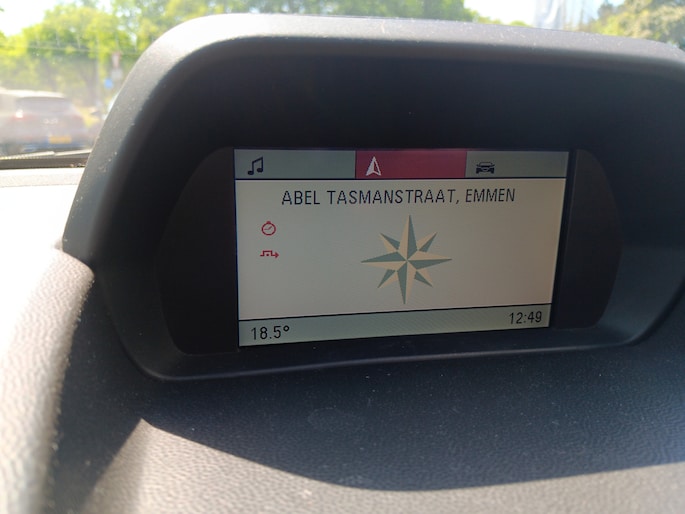 ABEL TASMANSTRAAT, EMMEN
18.5° 12:49